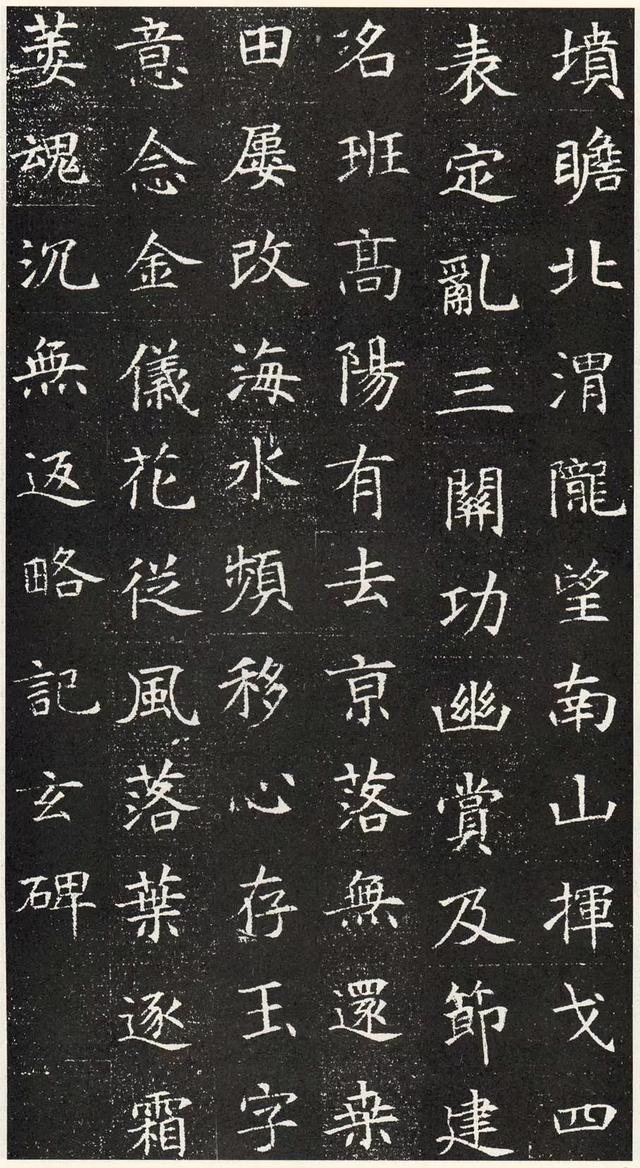 墳瞻北渭隴望南山揮戈四
表定亂三關功幽賞及節建
洺班高陽有去京落無還桒
田屢改海水頻移心存玉字
意念金儀花從風落葉逐霜
萎魂沉無返略記玄碑